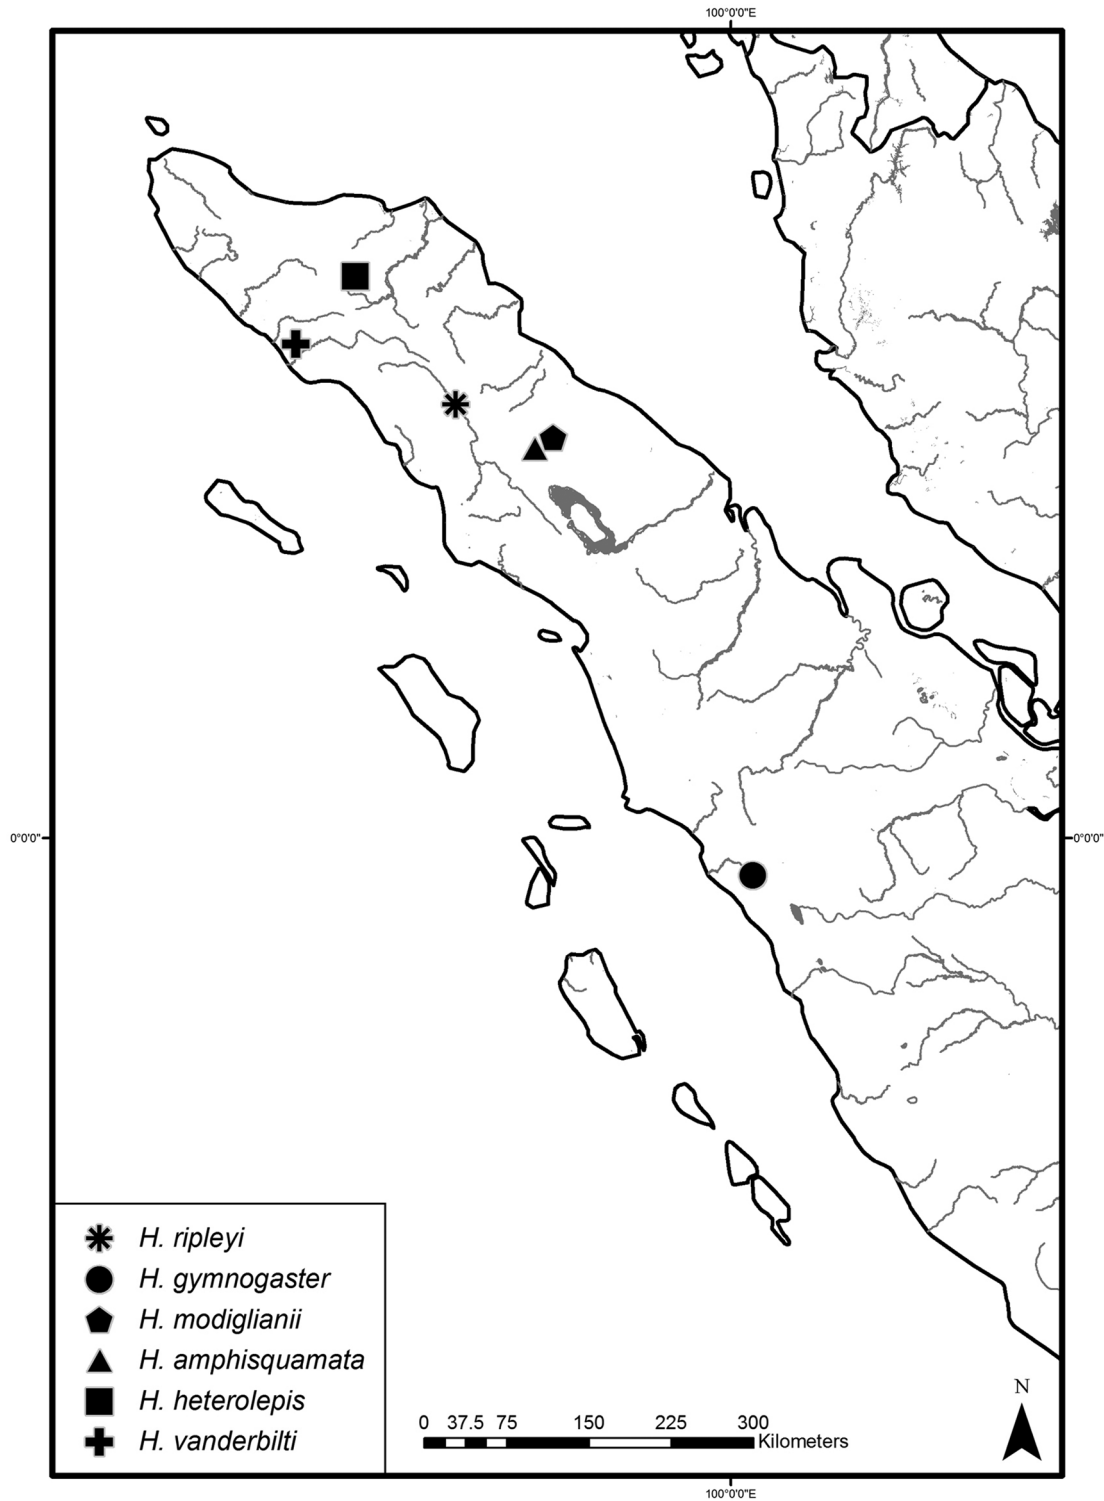 100°0'0"E
0°0'0"
0°0'0"
H. ripleyi
H. gymnogaster
H. modiglianii
H. amphisquamata
H. heterolepis
H. vanderbilti
0 37.5 75 150 225 300
Kilometers
N
100°0'0"E